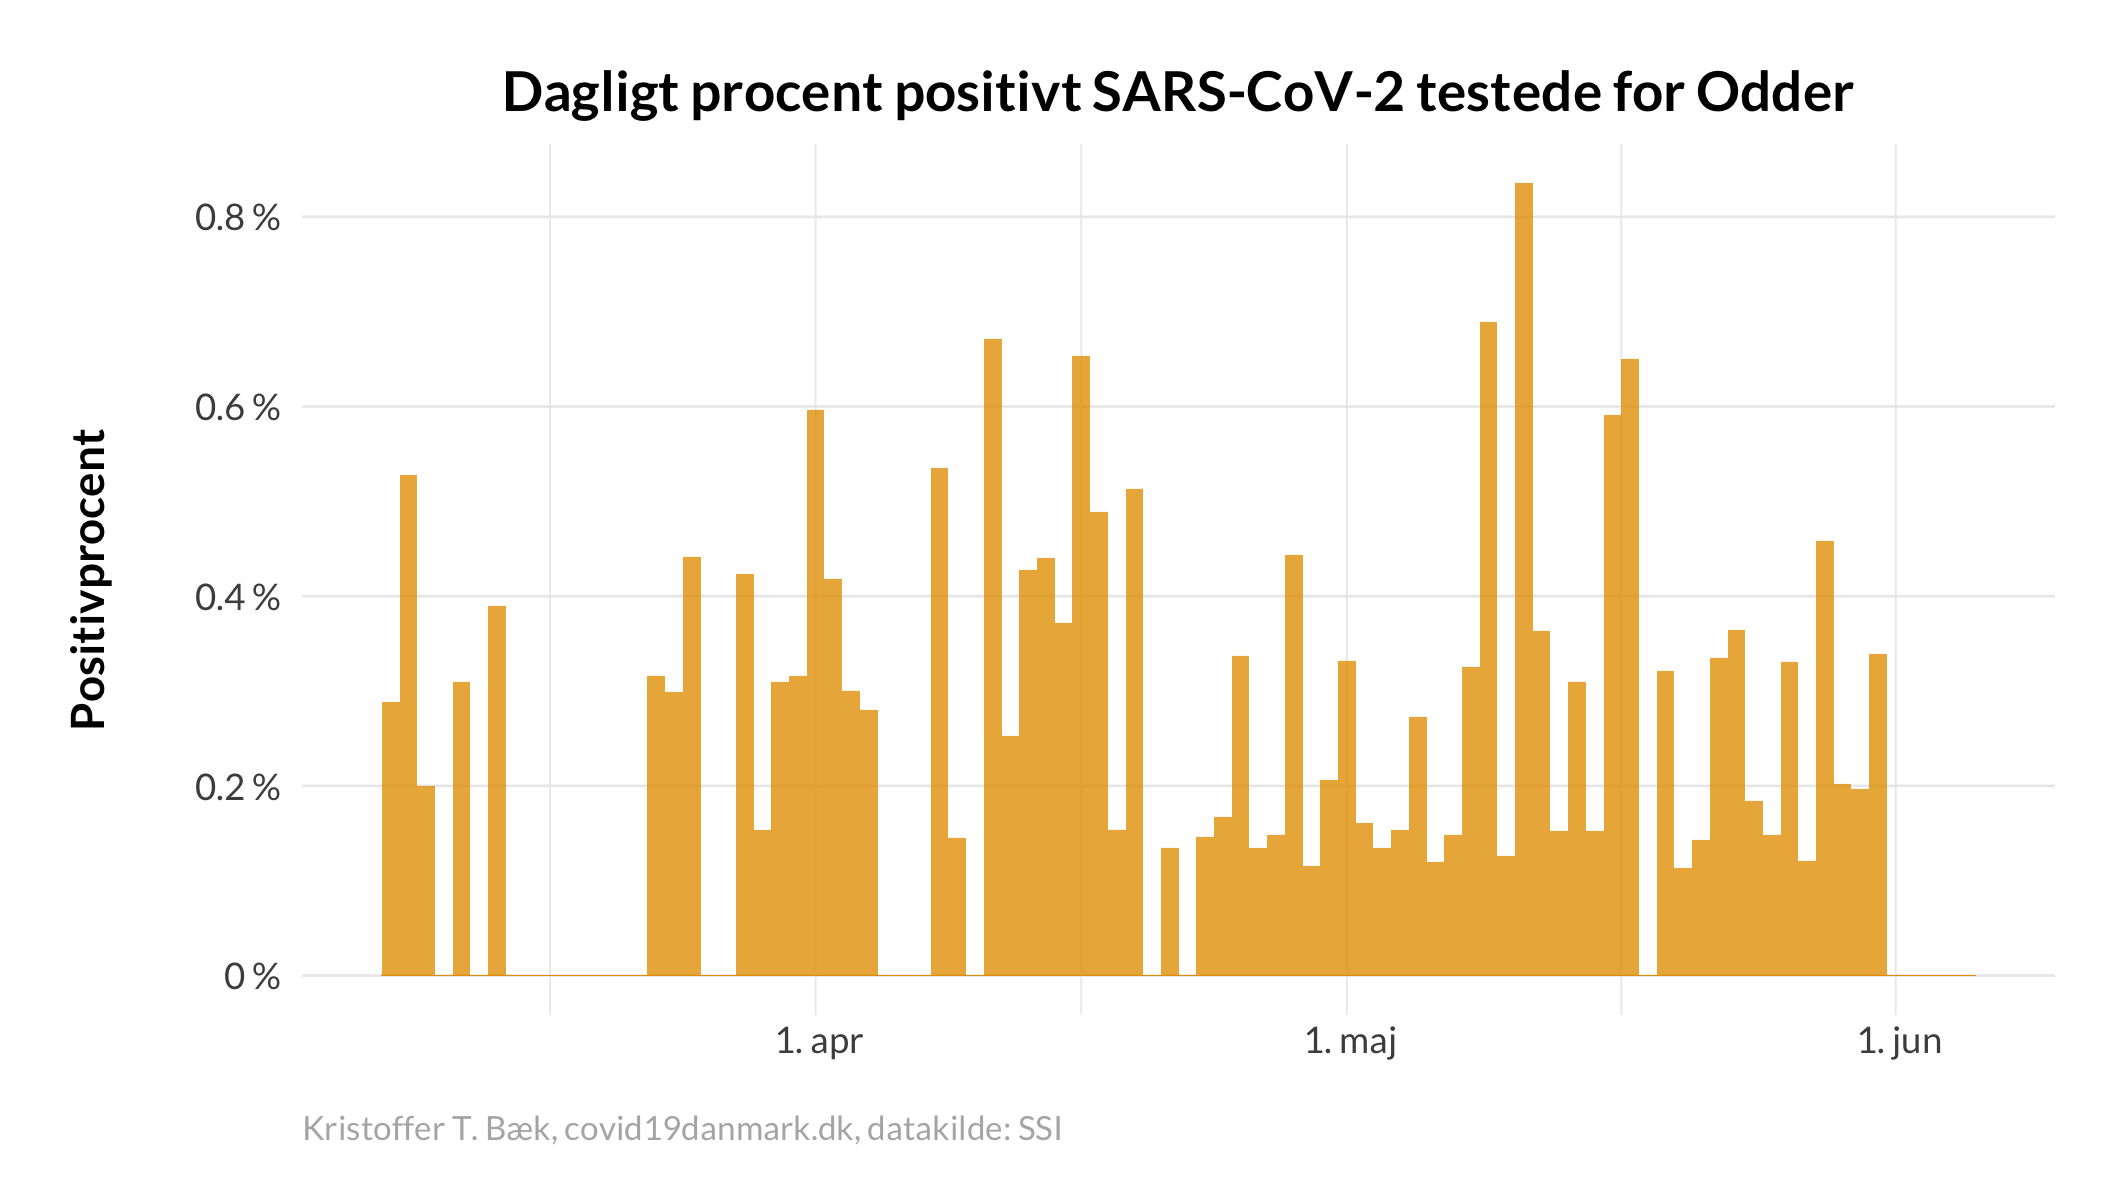 Dagligt procent positivt SARS-CoV-2 testede for Odder
Positivprocent
0.8 %
0.6 %
0.4 %
0.2 %
0 %
1. apr
1. maj
1. jun
Kristoffer T. Bæk, covid19danmark.dk, datakilde: SSI